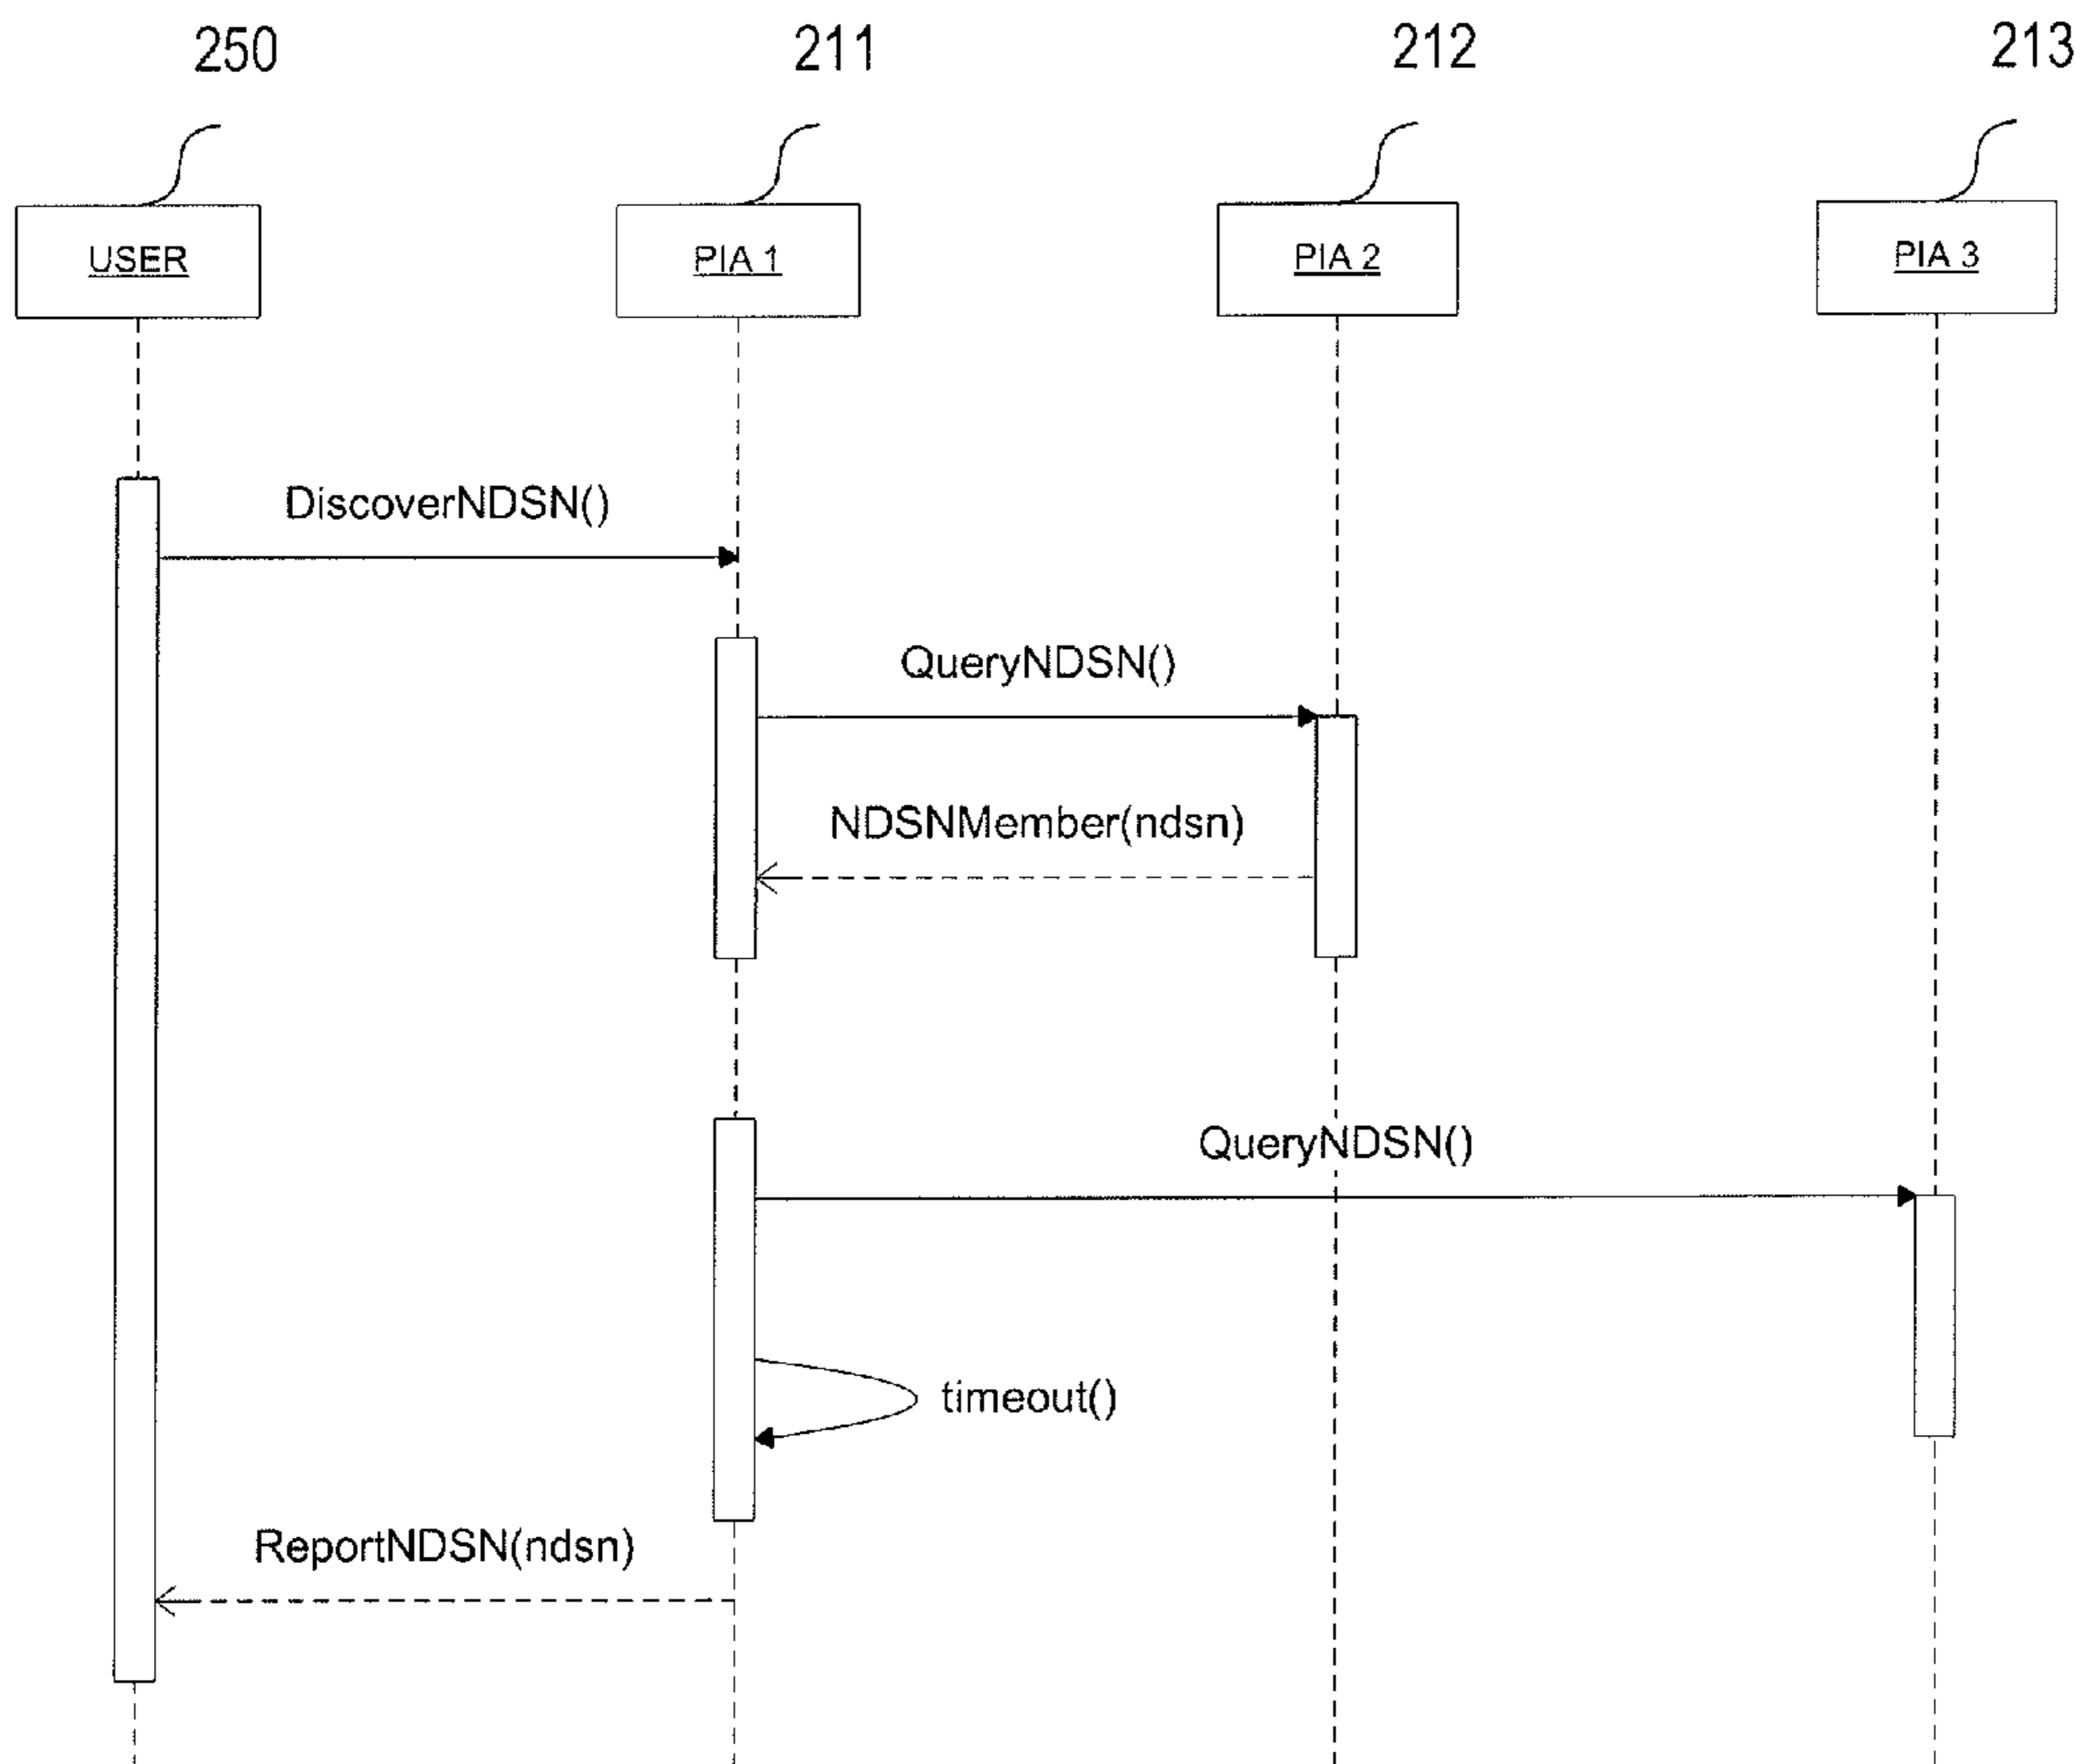 250
211
212
213
USER
PIA 1
PIA 2
PIA 3
DiscoverNDSN()
QueryNDSN()
NDSNMember(ndsn)
QueryNDSN()
timeout()
ReportNDSN(ndsn)